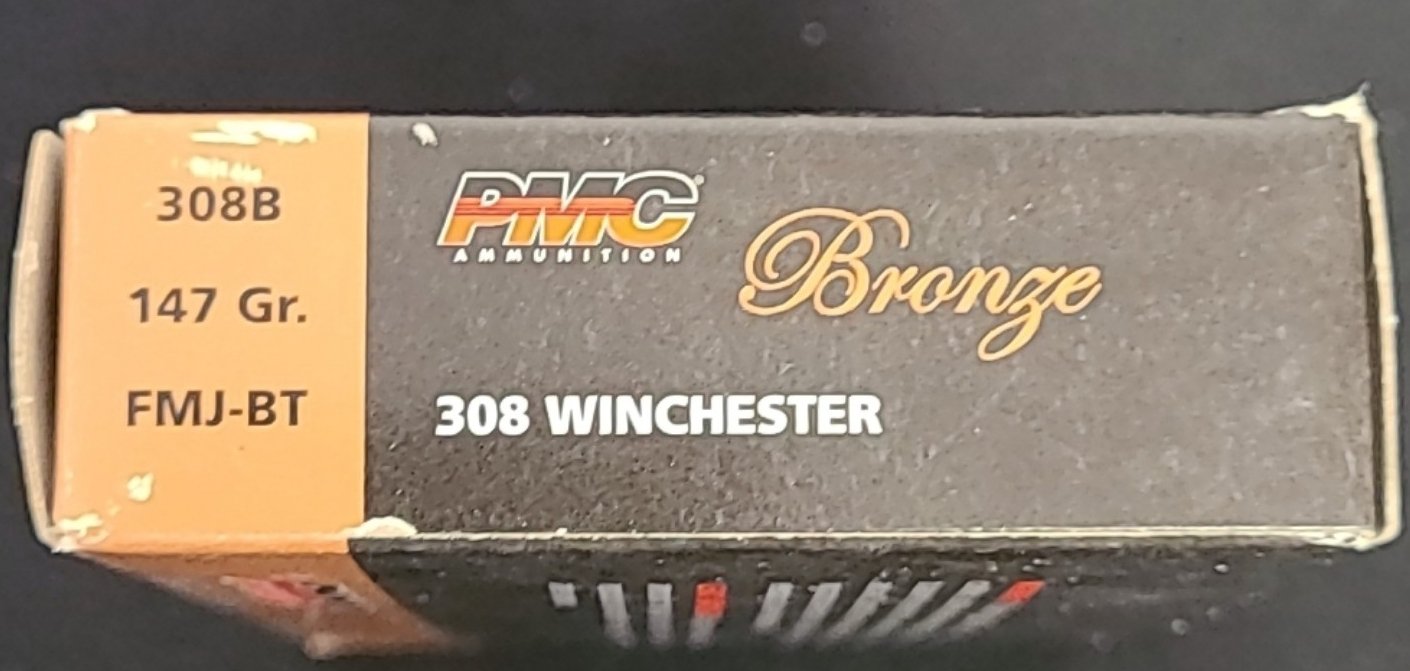 308B
147 Gr.
FMJ-BT
PMC
AMMUNITION
Bronze
308 WINCHESTER